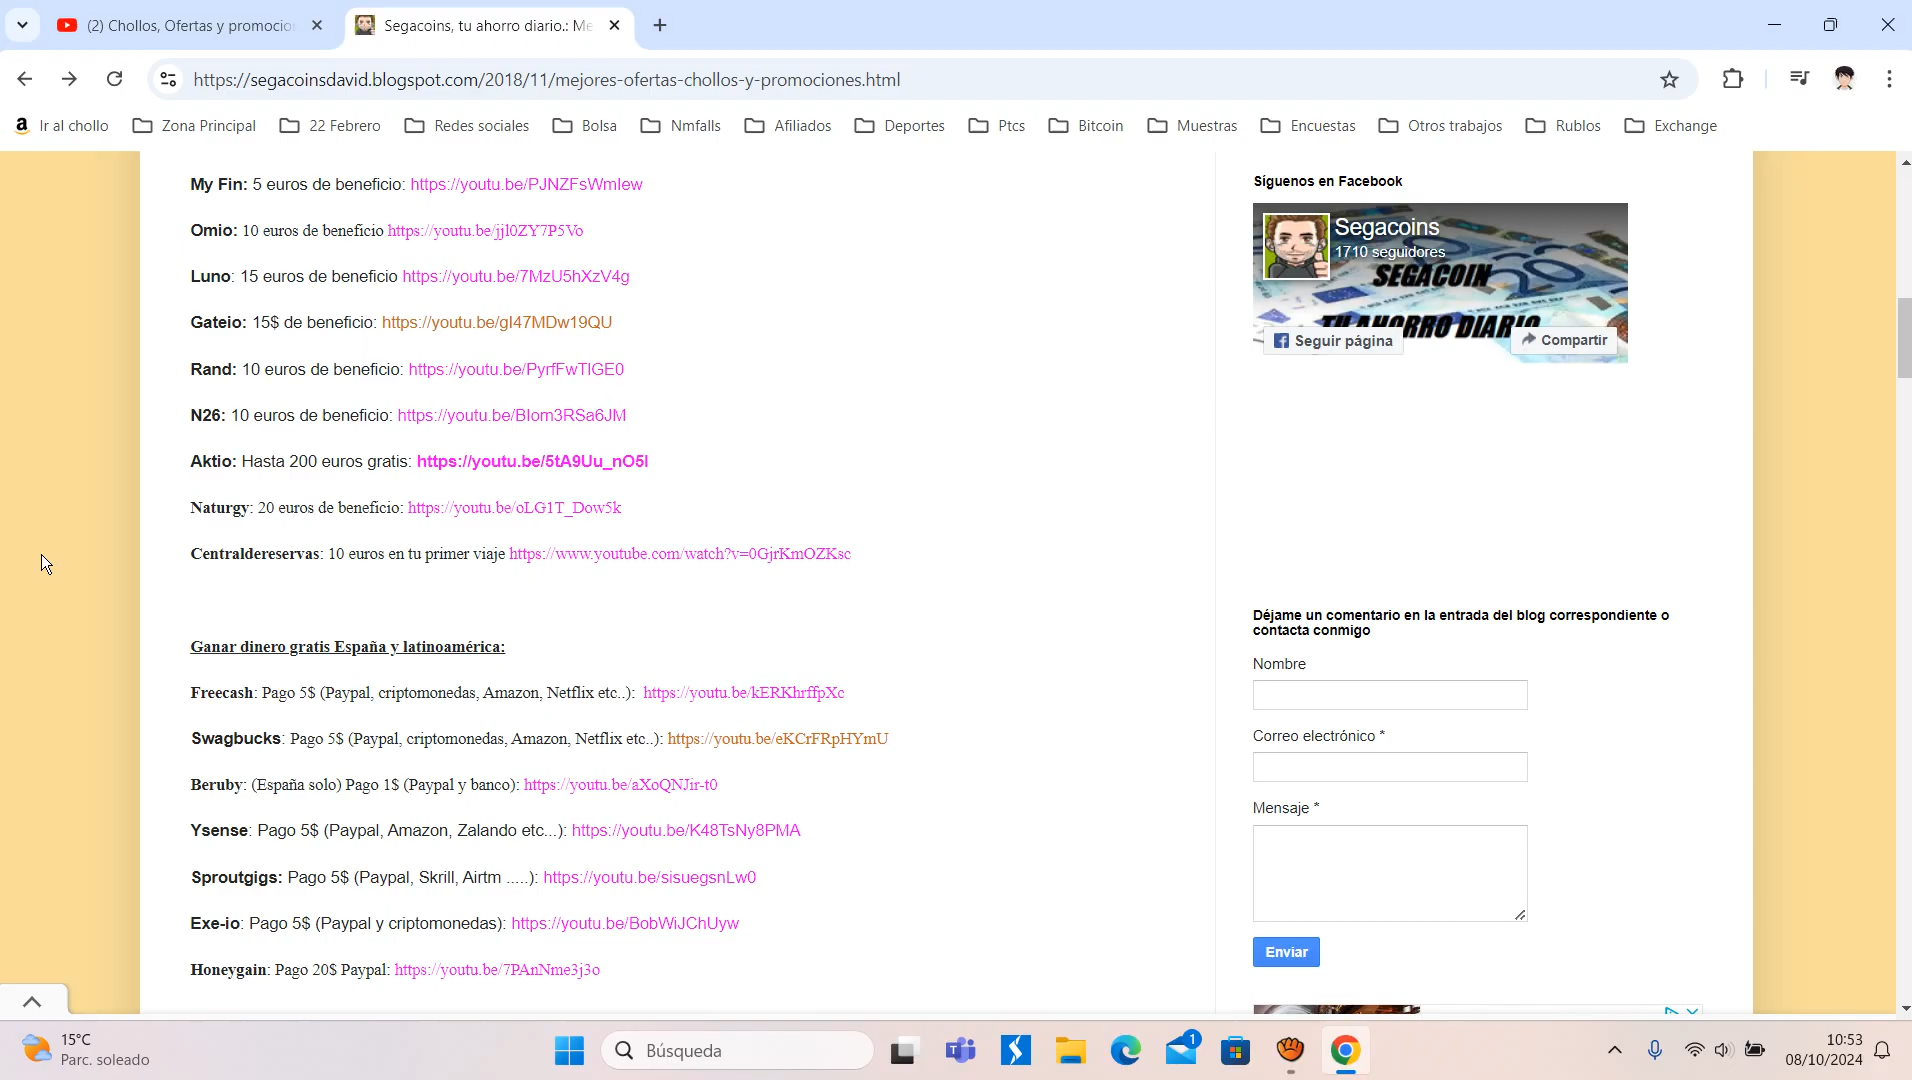 (2) Chollos, Ofertas y promocio
Segacoins, tu ahorro diario.: Me
https://segacoinsdavid.blogspot.com/2018/11/mejores-ofertas-chollos-y-promociones.html
Ir al chollo
Zona Principal
22 Febrero
Redes sociales
Bolsa
Nmfalls
Afiliados
Deportes
Ptcs
Bitcoin
Muestras
Encuestas
Otros trabajos
Rublos
Exchange
My Fin: 5 euros de beneficio: https://youtu.be/PJNZFsWmIew
Omio: 10 euros de beneficio https://youtu.be/jjl0ZY7P5Vo
Luno: 15 euros de beneficio https://youtu.be/7MzU5hXzV4g
Gateio: 15$ de beneficio: https://youtu.be/gI47MDw19QU
Rand: 10 euros de beneficio: https://youtu.be/PyrfFwTIGE0
N26: 10 euros de beneficio: https://youtu.be/BIom3RSa6JM
Aktio: Hasta 200 euros gratis: https://youtu.be/5tA9Uu_nO5I
Naturgy: 20 euros de beneficio: https://youtu.be/oLG1T_Dow5k
Centraldereservas: 10 euros en tu primer viaje https://www.youtube.com/watch?v=0GjrKmOZKsc
Ganar dinero gratis España y latinoamérica:
Freecash: Pago 5$ (Paypal, criptomonedas, Amazon, Netflix etc..): https://youtu.be/kERKhrffpXc
Swagbucks: Pago 5$ (Paypal, criptomonedas, Amazon, Netflix etc..): https://youtu.be/eKCrFRpHYmU
Beruby: (España solo) Pago 1$ (Paypal y banco): https://youtu.be/aXoQNJir-t0
Ysense: Pago 5$ (Paypal, Amazon, Zalando etc...): https://youtu.be/K48TsNy8PMA
Sproutgigs: Pago 5$ (Paypal, Skrill, Airtm .....): https://youtu.be/sisuegsnLw0
Exe-io: Pago 5$ (Paypal y criptomonedas): https://youtu.be/BobWiJChUyw
Honeygain: Pago 20$ Paypal: https://youtu.be/7PAnNme3j3o
Síguenos en Facebook
Segacoins
1710 seguidores
SEGACOIN
TU AHORRO DIARIO
Seguir página
Compartir
Déjame un comentario en la entrada del blog correspondiente o
contacta conmigo
Nombre
Correo electrónico *
Mensaje *
Enviar
15°C
Parc. soleado
Búsqueda
1
10:53
08/10/2024